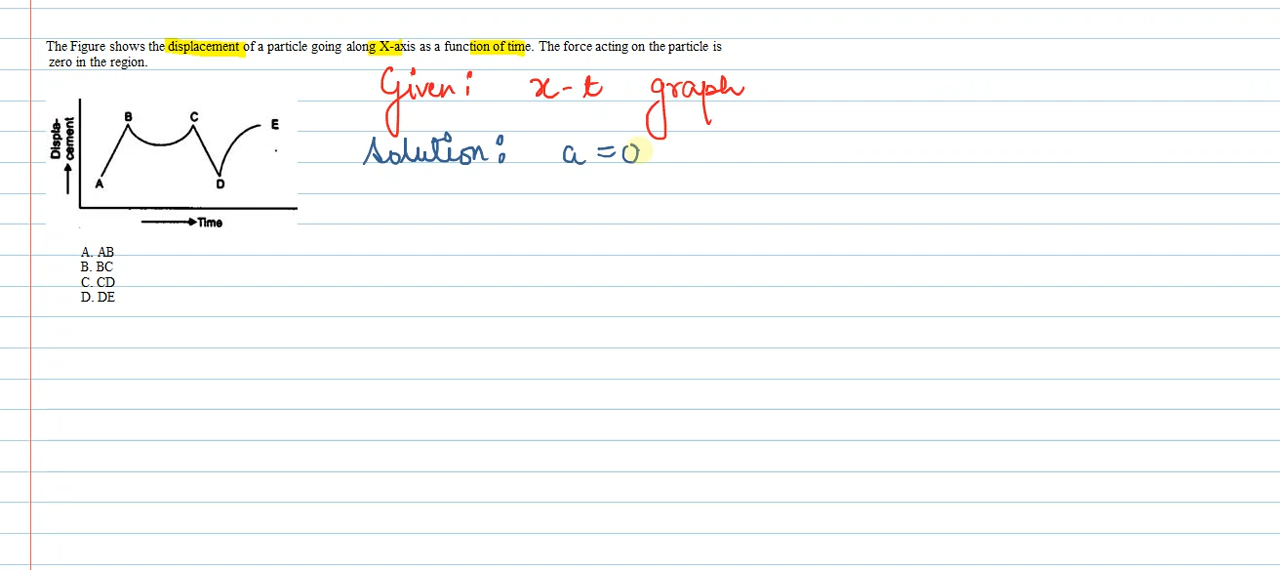 The Figure shows the displacement of a particle going along X-axis as a function of time. The force acting on the particle is
zero in the region.
Given: x-t graph
Solution: a = 0
Displa-
cement
B
C
E
A
D
Time
A. AB
B. BC
C. CD
D. DE